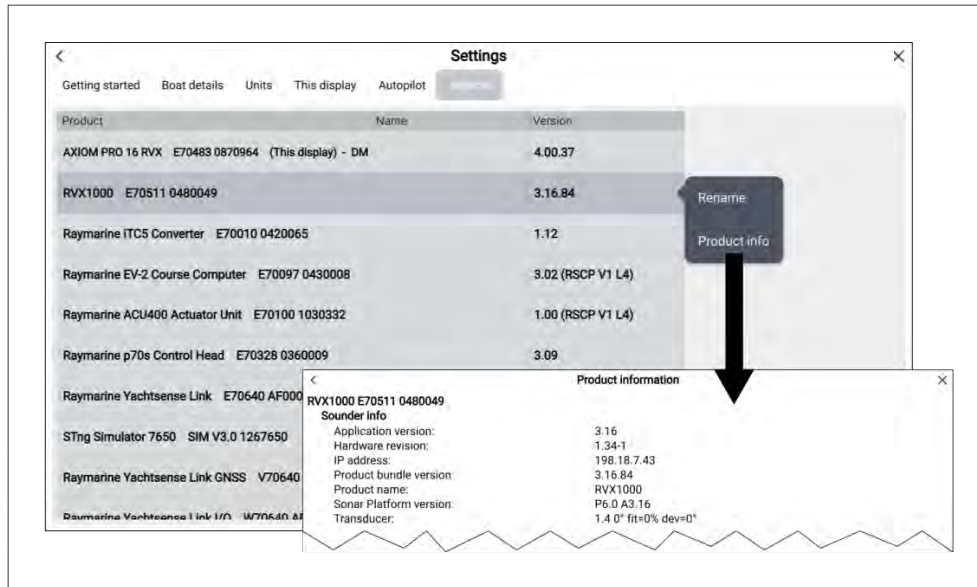 Settings
Getting started Boat details Units This display Autopilot
Product Name Version
AXIOM PRO 16 RVX E70483 0870964 (This display) - DM 4.00.37
RVX1000 E70511 0480049 3.16.84
Rename
Product info
Raymarine iTC5 Converter E70010 0420065 1.12
Raymarine EV-2 Course Computer E70097 0430008 3.02 (RSCP V1 L4)
Raymarine ACU400 Actuator Unit E70100 1030332 1.00 (RSCP V1 L4)
Raymarine p70s Control Head E70328 0360009 3.09
Raymarine Yachtsense Link E70640 AF000
STng Simulator 7650 SIM V3.0 1267650
Raymarine Yachtsense Link GNSS V70640
Raymarine Yachtsense Link I/O W70640
Product information
RVX1000 E70511 0480049
Sounder info
Application version: 3.16
Hardware revision: 1.34-1
IP address: 198.18.7.43
Product bundle version: 3.16.84
Product name: RVX1000
Sonar Platform version: P6.0 A3.16
Transducer: 1.4 0° fit=0% dev=0°